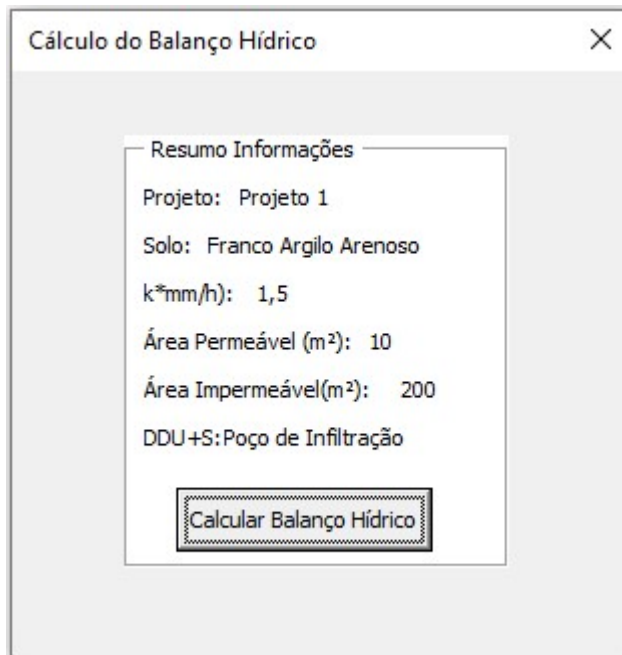 Cálculo do Balanço Hídrico
Resumo Informações
Projeto: Projeto 1
Solo: Franco Argilo Arenoso
k*mm/h): 1,5
Área Permeável (m²): 10
Área Impermeável(m²): 200
DDU+S:Poço de Infiltração
Calcular Balanço Hídrico